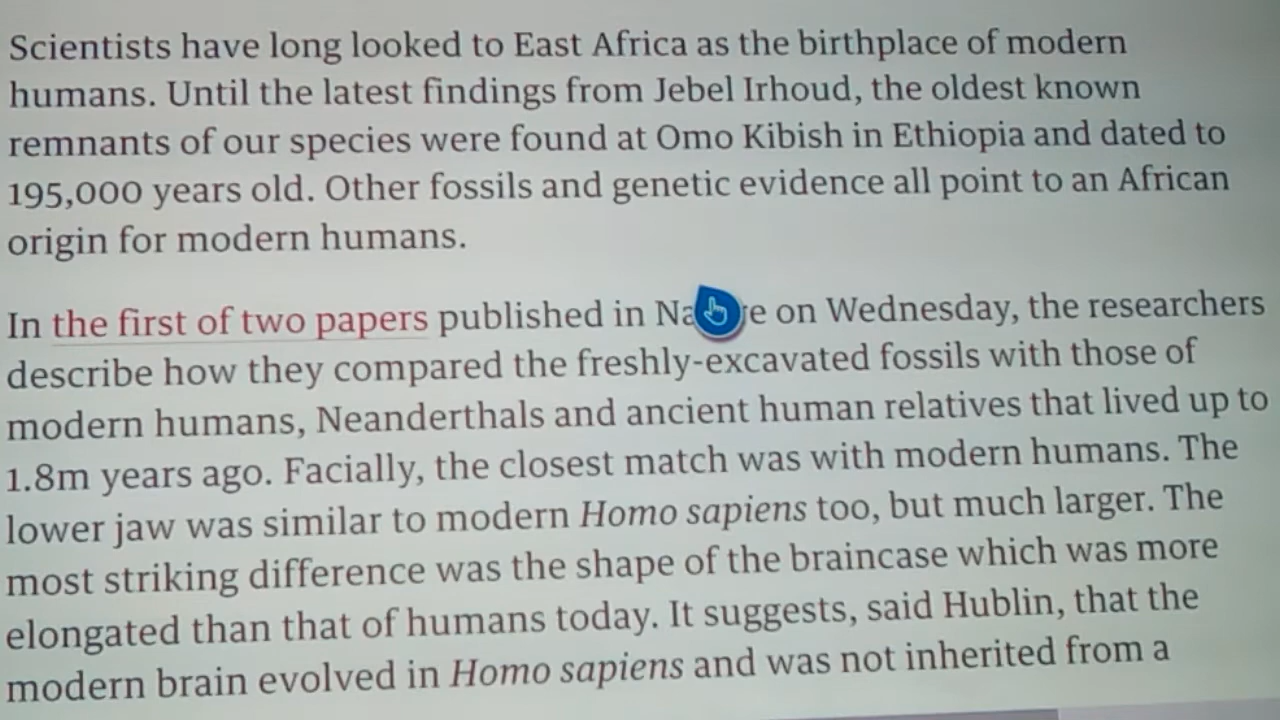 Scientists have long looked to East Africa as the birthplace of modern
humans. Until the latest findings from Jebel Irhoud, the oldest known
remnants of our species were found at Omo Kibish in Ethiopia and dated to
195,000 years old. Other fossils and genetic evidence all point to an African
origin for modern humans.
In the first of two papers published in Nature on Wednesday, the researchers
describe how they compared the freshly-excavated fossils with those of
modern humans, Neanderthals and ancient human relatives that lived up to
1.8m years ago. Facially, the closest match was with modern humans. The
lower jaw was similar to modern Homo sapiens too, but much larger. The
most striking difference was the shape of the braincase which was more
elongated than that of humans today. It suggests, said Hublin, that the
modern brain evolved in Homo sapiens and was not inherited from a